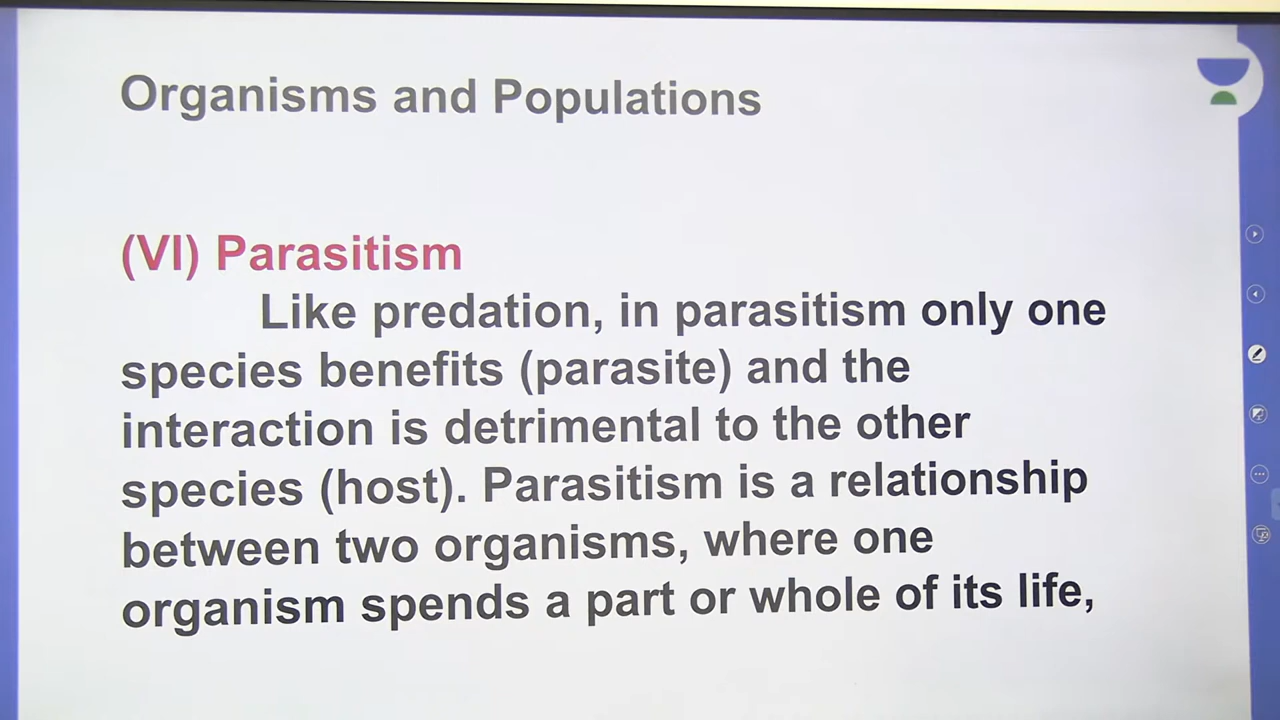 Organisms and Populations
(VI) Parasitism
Like predation, in parasitism only one
species benefits (parasite) and the
interaction is detrimental to the other
species (host). Parasitism is a relationship
between two organisms, where one
organism spends a part or whole of its life,